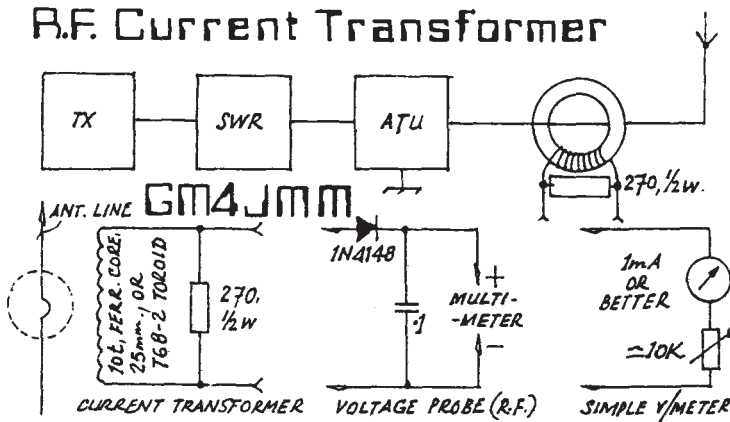 R.F. Current Transformer
TX
SWR
ATU
270, ½W.
ANT. LINE
GM4JMM
10t, FERR. CORE,
25mm., OR
T68-2 TOROID
270,
½W
1N4148
.1
+
MULTI-
-METER
-
1mA
OR
BETTER
≈10K
CURRENT TRANSFORMER
VOLTAGE PROBE (R.F.)
SIMPLE V/METER